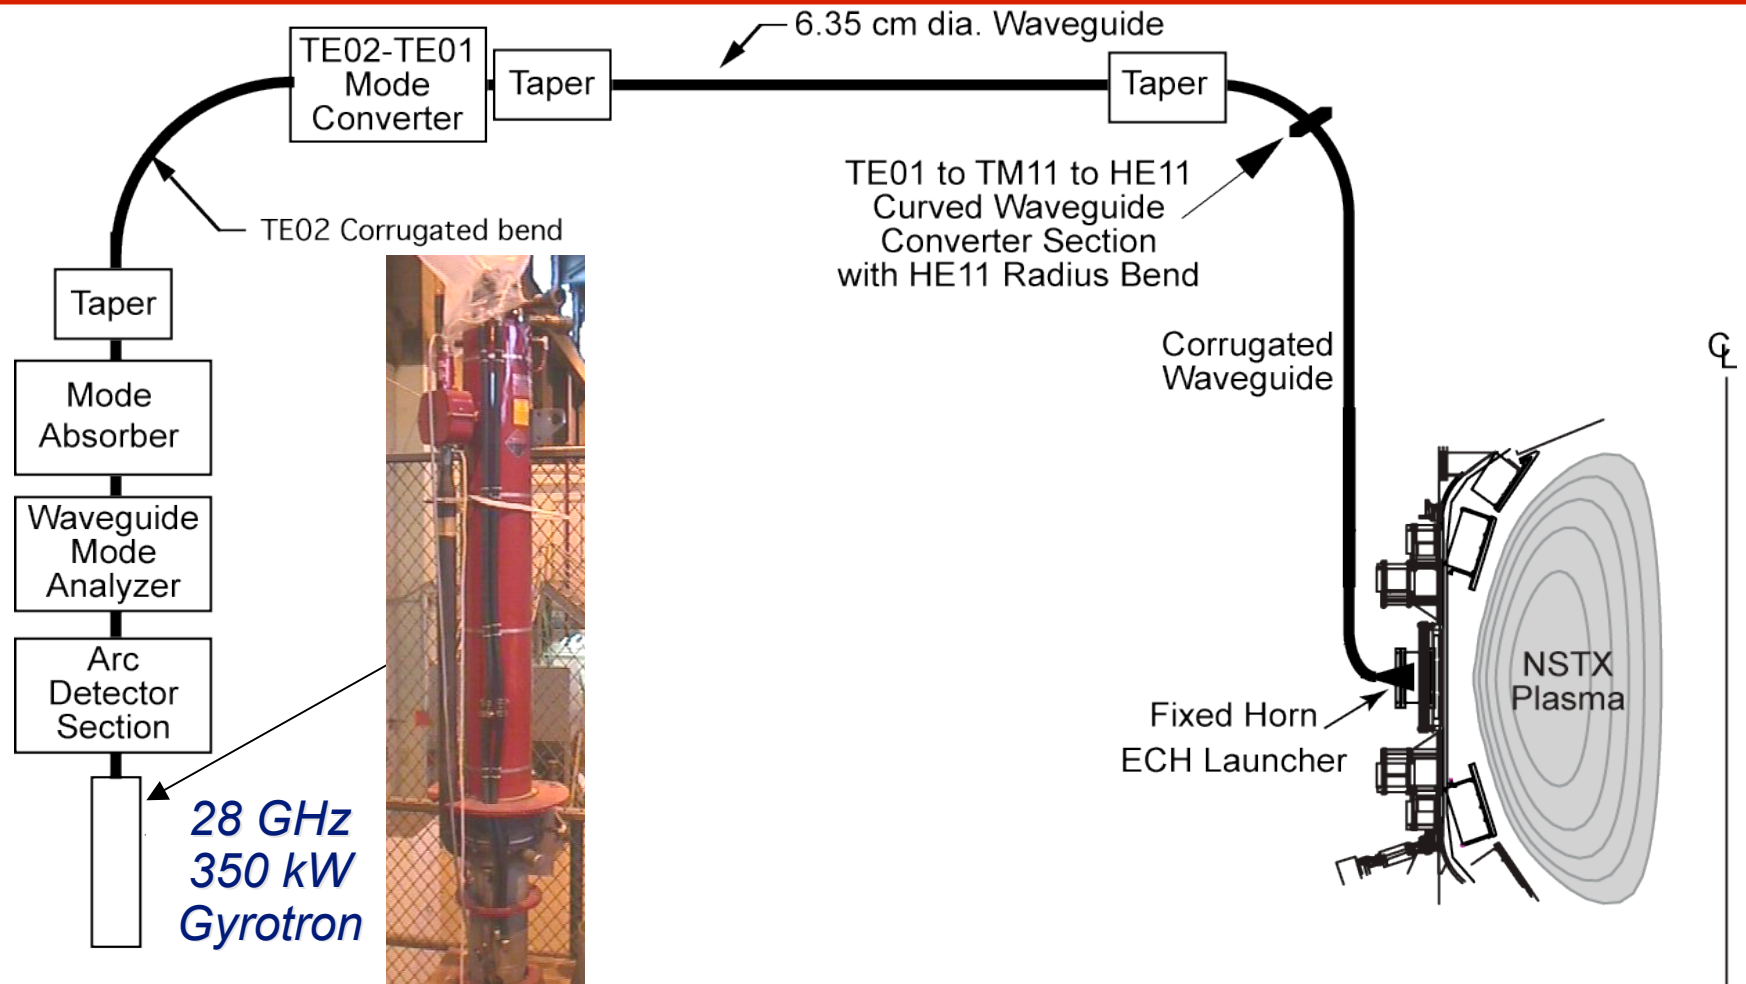 6.35 cm dia. Waveguide
TE02-TE01
Mode
Converter
Taper
Taper
TE01 to TM11 to HE11
Curved Waveguide
Converter Section
with HE11 Radius Bend
TE02 Corrugated bend
Taper
Mode
Absorber
Waveguide
Mode
Analyzer
Arc
Detector
Section
28 GHz
350 kW
Gyrotron
Corrugated
Waveguide
CL
NSTX
Plasma
Fixed Horn
ECH Launcher